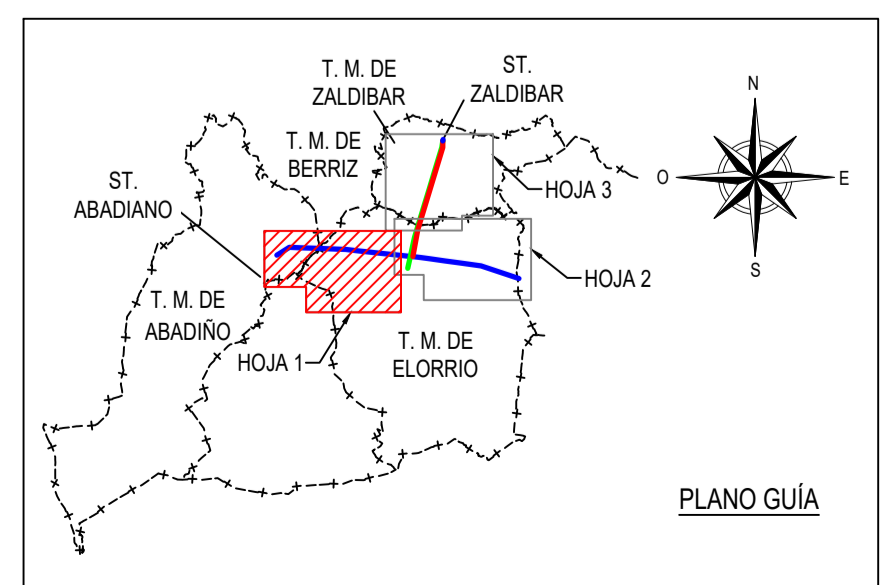 T. M. DE
ZALDIBAR
ST.
ZALDIBAR
N
T. M. DE
BERRIZ
O
E
ST.
ABADIANO
HOJA 3
S
HOJA 2
T. M. DE
ABADIÑO
HOJA 1
T. M. DE
ELORRIO
PLANO GUÍA